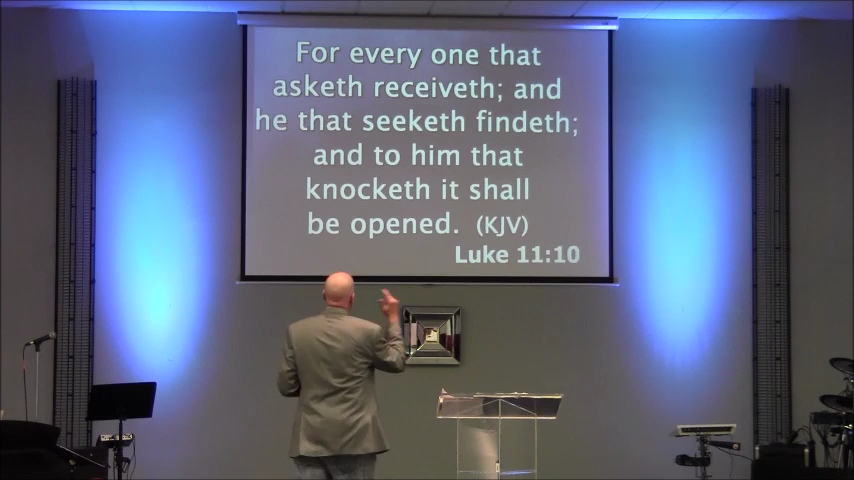 For every one that
asketh receiveth; and
he that seeketh findeth;
and to him that
knocketh it shall
be opened. (KJV)
Luke 11:10